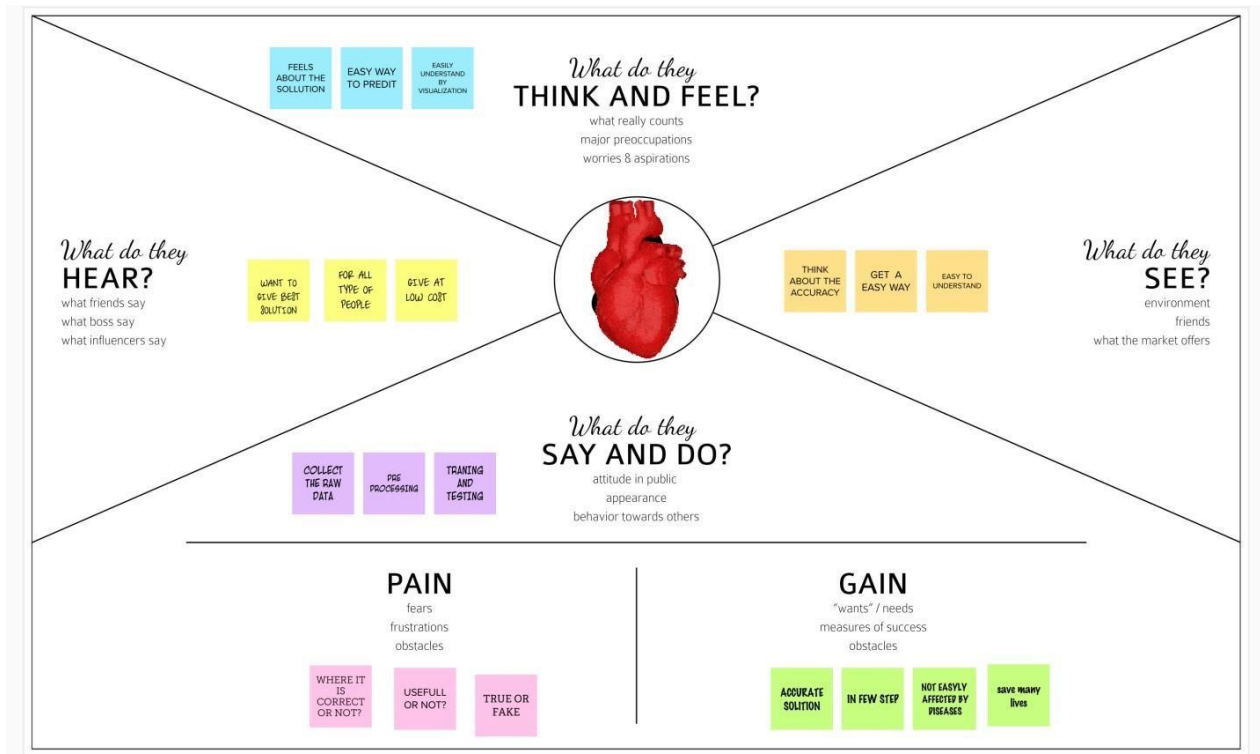 FEELS
ABOUT THE
SOLLUTION
EASY WAY
TO PREDIT
EASILY
UNDERSTAND
BY
VISUALIZATION
What do they
THINK AND FEEL?
what really counts
major preoccupations
worries & aspirations
What do they
HEAR?
what friends say
what boss say
what influencers say
WANT TO
GIVE BEST
SOLUTION
FOR ALL
TYPE OF
PEOPLE
GIVE AT
LOW COST
THINK
ABOUT THE
ACCURACY
GET A
EASY WAY
EASY TO
UNDERSTAND
What do they
SEE?
environment
friends
what the market offers
What do they
SAY AND DO?
attitude in public
appearance
behavior towards others
COLLECT
THE RAW
DATA
PRE
PROCESSING
TRANING
AND
TESTING
PAIN
fears
frustrations
obstacles
WHERE IT
IS
CORRECT
OR NOT?
USEFULL
OR NOT?
TRUE OR
FAKE
GAIN
"wants" / needs
measures of success
obstacles
ACCURATE
SOLITION
IN FEW STEP
NOT EASYLY
AFFECTED BY
DISEASES
save many
lives